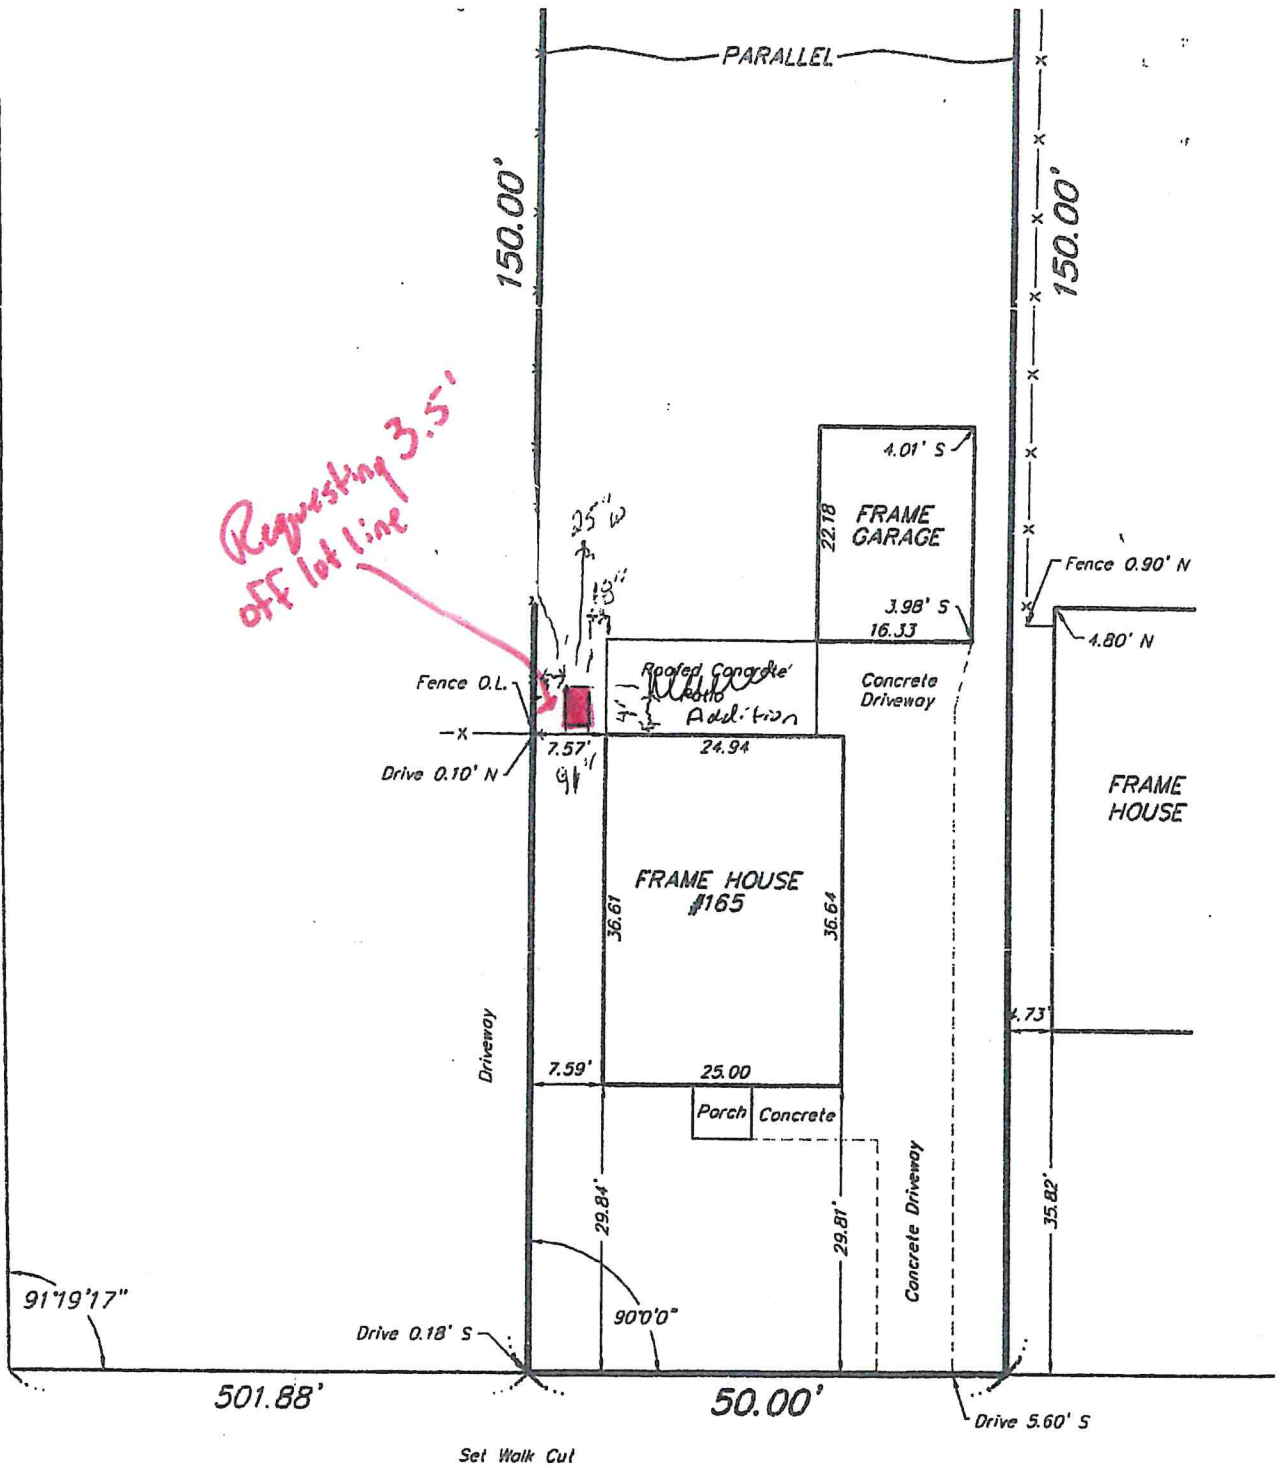 PARALLEL
150.00'
150.00'
Requesting 3.5'
off lot line
25" W
18"
4.01' S
22.18
FRAME
GARAGE
Fence 0.90' N
3.98' S
16.33
4.80' N
Roofed Concrete
Patio
Addition
4'
Concrete
Driveway
Fence O.L.
7.57'
91"
24.94
Drive 0.10' N
FRAME
HOUSE
FRAME HOUSE
#165
36.61
36.64
Driveway
7.59'
25.00
.73'
Porch
Concrete
29.84'
29.81'
Concrete Driveway
35.82'
91°19'17"
90°0'0"
Drive 0.18' S
501.88'
50.00'
Drive 5.60' S
Set Walk Cut